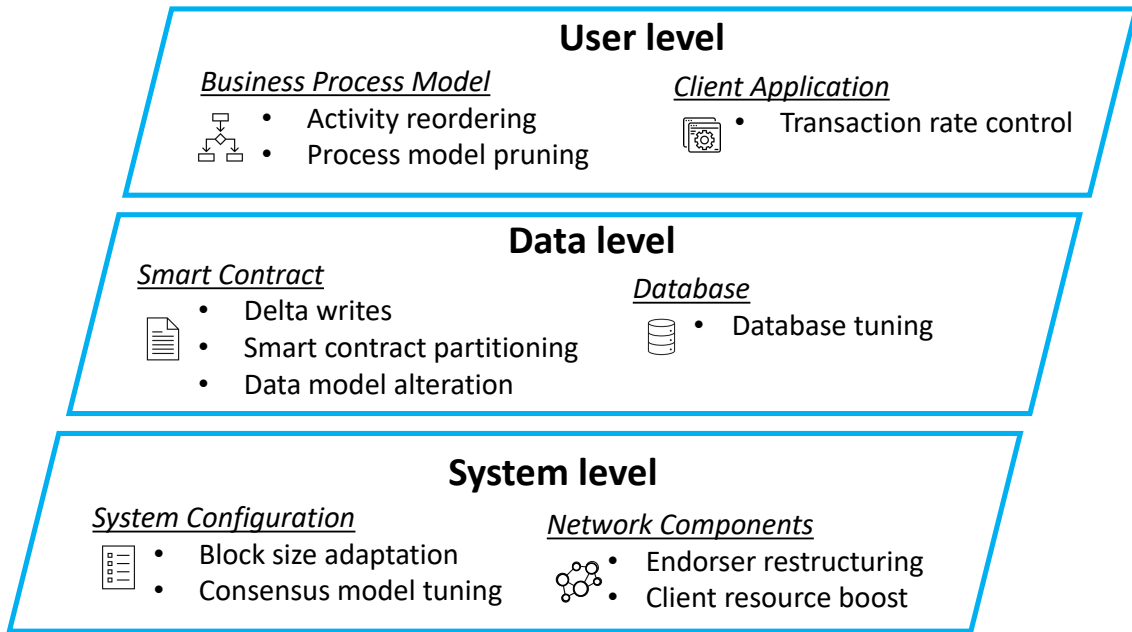 User level
Business Process Model
• Activity reordering
• Process model pruning
Client Application
• Transaction rate control
Data level
Smart Contract
• Delta writes
• Smart contract partitioning
• Data model alteration
Database
• Database tuning
System level
System Configuration
• Block size adaptation
• Consensus model tuning
Network Components
• Endorser restructuring
• Client resource boost